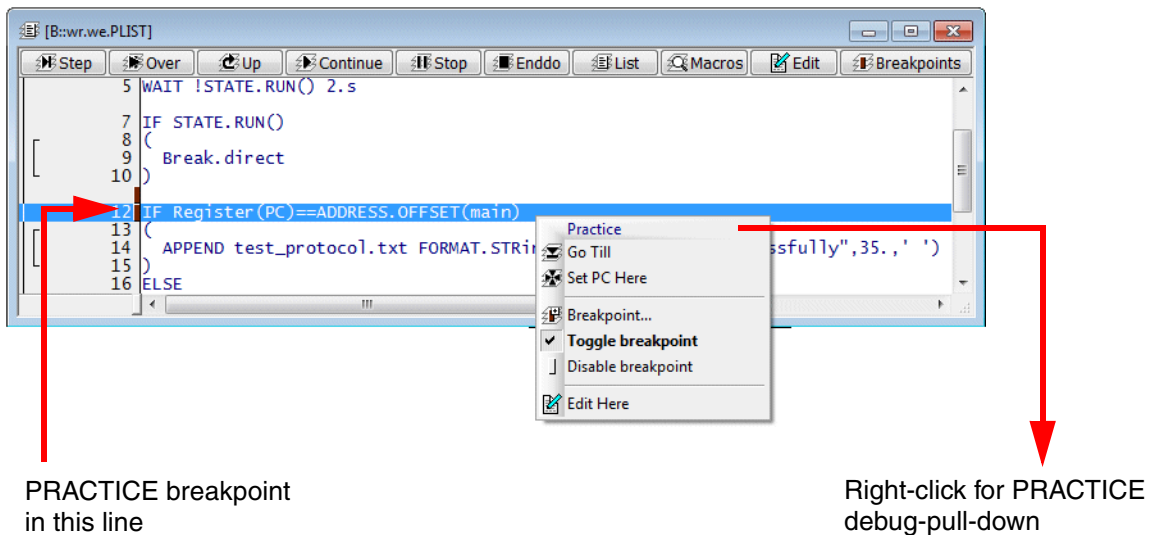 [B::wr.we.PLIST]
Step Over Up Continue Stop Enddo List Macros Edit Breakpoints
5 WAIT !STATE.RUN() 2.s
7 IF STATE.RUN()
8 (
9 Break.direct
10 )
12 IF Register(PC)==ADDRESS.OFFSET(main)
13 (
14 APPEND test_protocol.txt FORMAT.STRi ssfully",35.,' ')
15 )
16 ELSE
Practice
Go Till
Set PC Here
Breakpoint...
Toggle breakpoint
Disable breakpoint
Edit Here
PRACTICE breakpoint
in this line
Right-click for PRACTICE
debug-pull-down